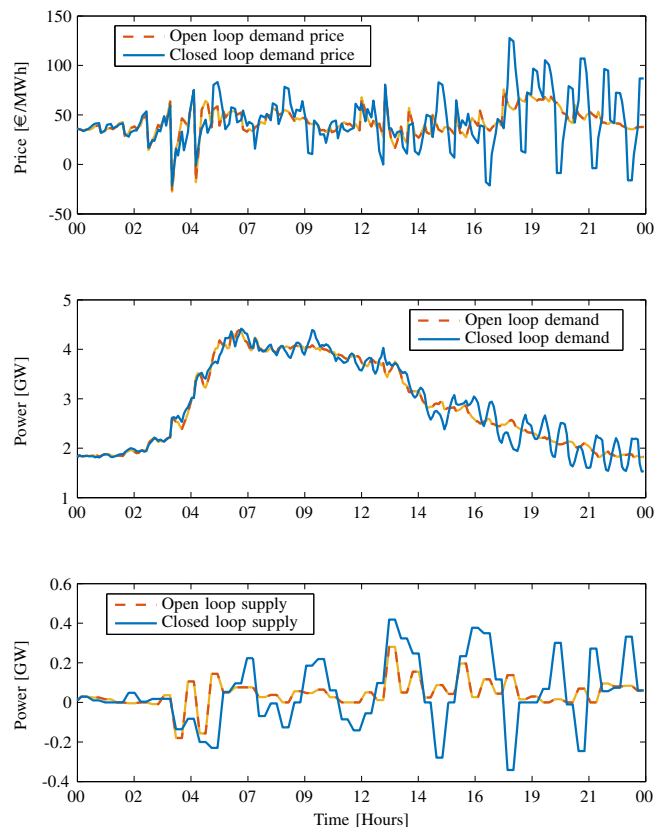 150
100
50
0
-50
Price [€/MWh]
Open loop demand price
Closed loop demand price
00 02 04 07 09 12 14 16 19 21 00
5
4
3
2
1
Power [GW]
Open loop demand
Closed loop demand
00 02 04 07 09 12 14 16 19 21 00
0.6
0.4
0.2
0
-0.2
-0.4
Power [GW]
Open loop supply
Closed loop supply
00 02 04 07 09 12 14 16 19 21 00
Time [Hours]